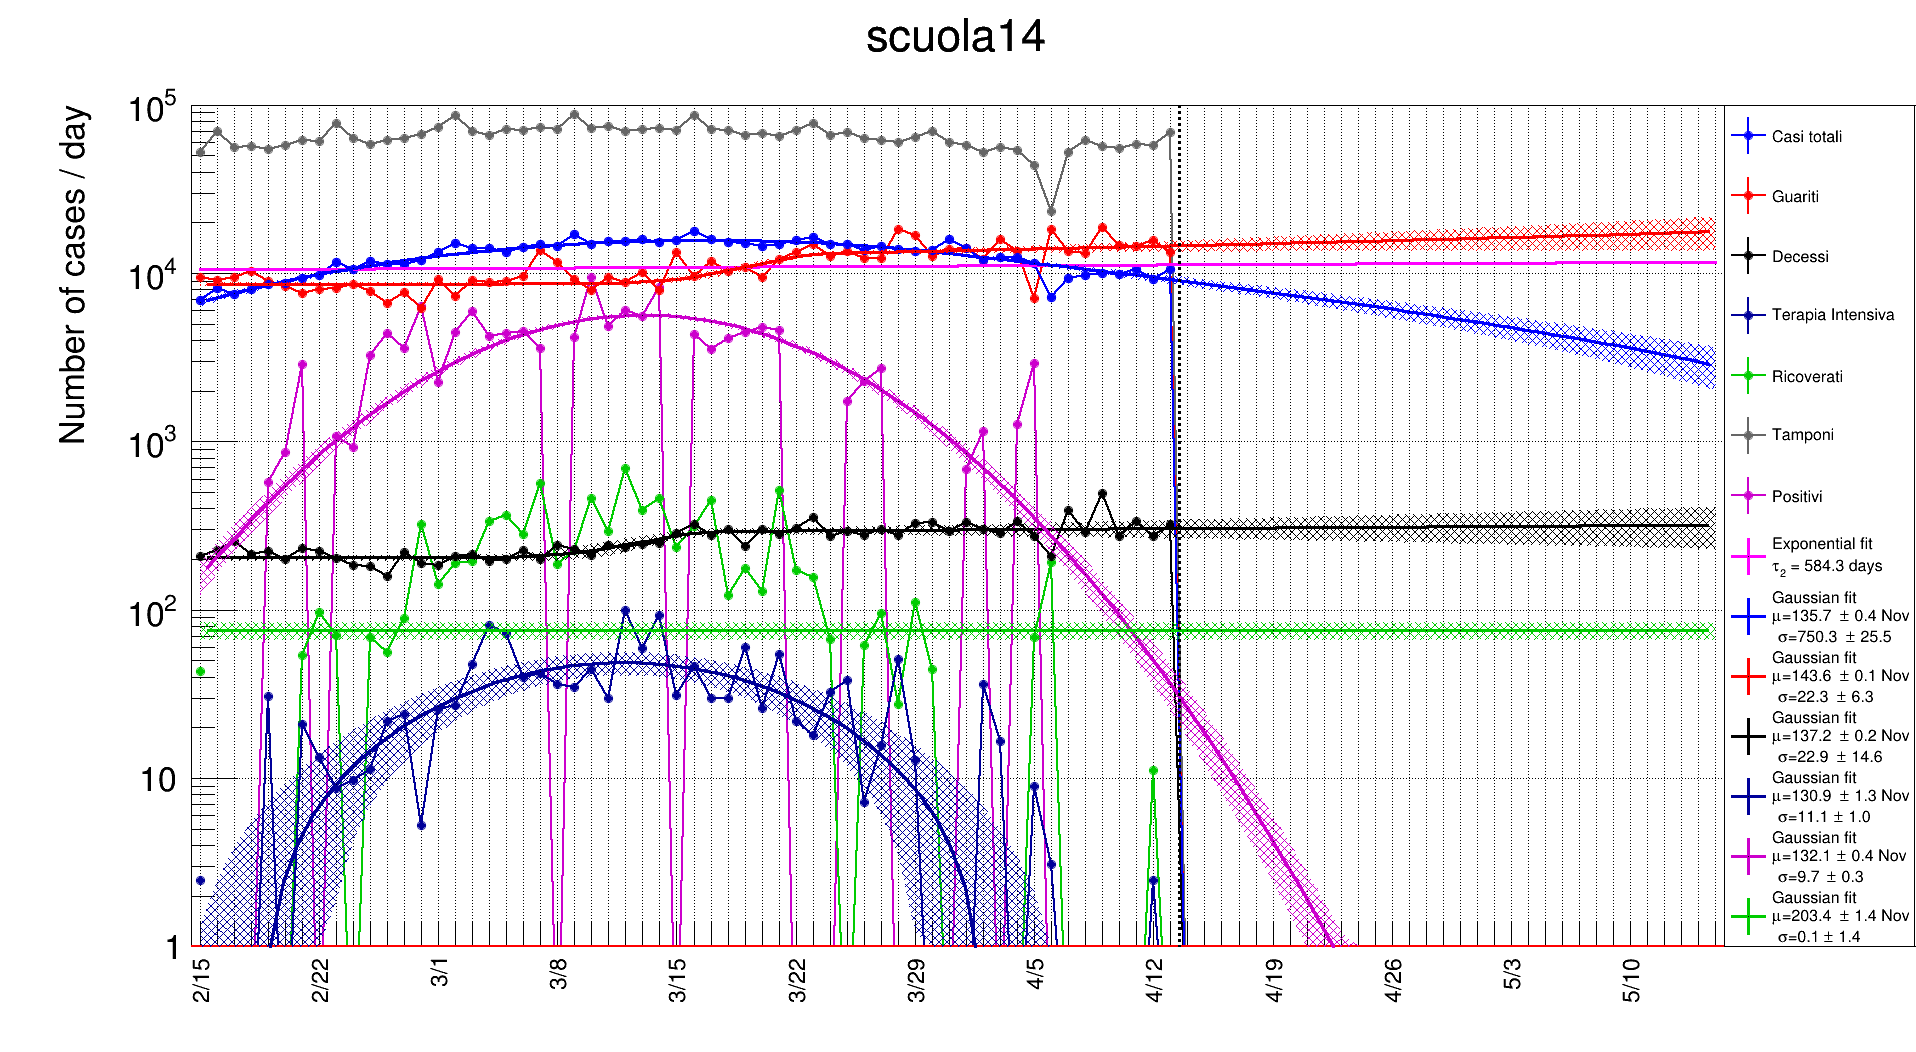 scuola14
Number of cases / day
10^5
10^4
10^3
10^2
10
1
2/15
2/22
3/1
3/8
3/15
3/22
3/29
4/5
4/12
4/19
4/26
5/3
5/10
Casi totali
Guariti
Decessi
Terapia Intensiva
Ricoverati
Tamponi
Positivi
Exponential fit
τ₂ = 584.3 days
Gaussian fit
μ=135.7 ± 0.4 Nov
σ=750.3 ± 25.5
Gaussian fit
μ=143.6 ± 0.1 Nov
σ=22.3 ± 6.3
Gaussian fit
μ=137.2 ± 0.2 Nov
σ=22.9 ± 14.6
Gaussian fit
μ=130.9 ± 1.3 Nov
σ=11.1 ± 1.0
Gaussian fit
μ=132.1 ± 0.4 Nov
σ=9.7 ± 0.3
Gaussian fit
μ=203.4 ± 1.4 Nov
σ=0.1 ± 1.4